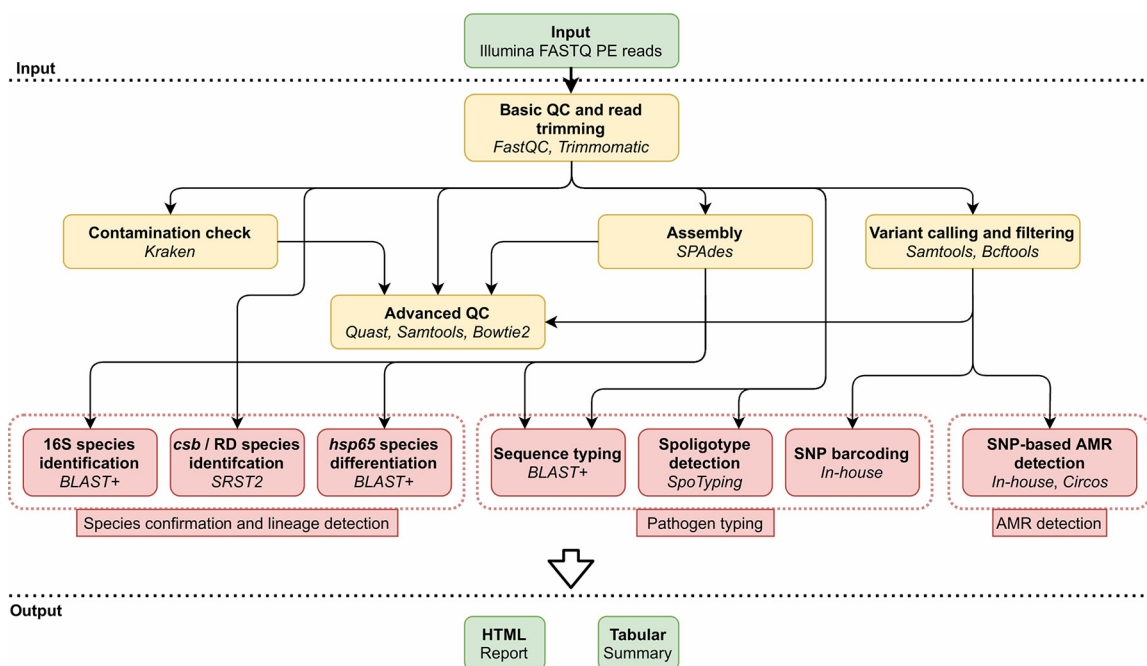 Input
Illumina FASTQ PE reads
Input
Basic QC and read
trimming
FastQC, Trimmomatic
Contamination check
Kraken
Assembly
SPAdes
Variant calling and filtering
Samtools, Bcftools
Advanced QC
Quast, Samtools, Bowtie2
16S species
identification
BLAST+
csb / RD species
identifcation
SRST2
hsp65 species
differentiation
BLAST+
Sequence typing
BLAST+
Spoligotype
detection
SpoTyping
SNP barcoding
In-house
SNP-based AMR
detection
In-house, Circos
Species confirmation and lineage detection
Pathogen typing
AMR detection
Output
HTML
Report
Tabular
Summary